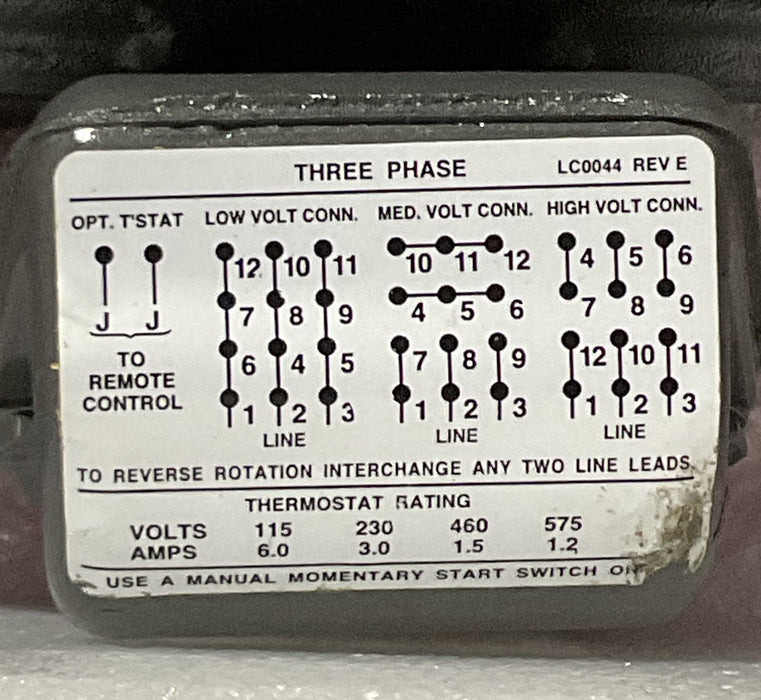 THREE PHASE LC0044 REV E
OPT. T'STAT LOW VOLT CONN. MED. VOLT CONN. HIGH VOLT CONN.
12 10 11 10 11 12 4 5 6
7 8 9 4 5 6 7 8 9
6 4 5 7 8 9 12 10 11
1 2 3 1 2 3 1 2 3
J J
TO
REMOTE
CONTROL
LINE LINE LINE
TO REVERSE ROTATION INTERCHANGE ANY TWO LINE LEADS.
THERMOSTAT RATING
VOLTS 115 230 460 575
AMPS 6.0 3.0 1.5 1.2
USE A MANUAL MOMENTARY START SWITCH